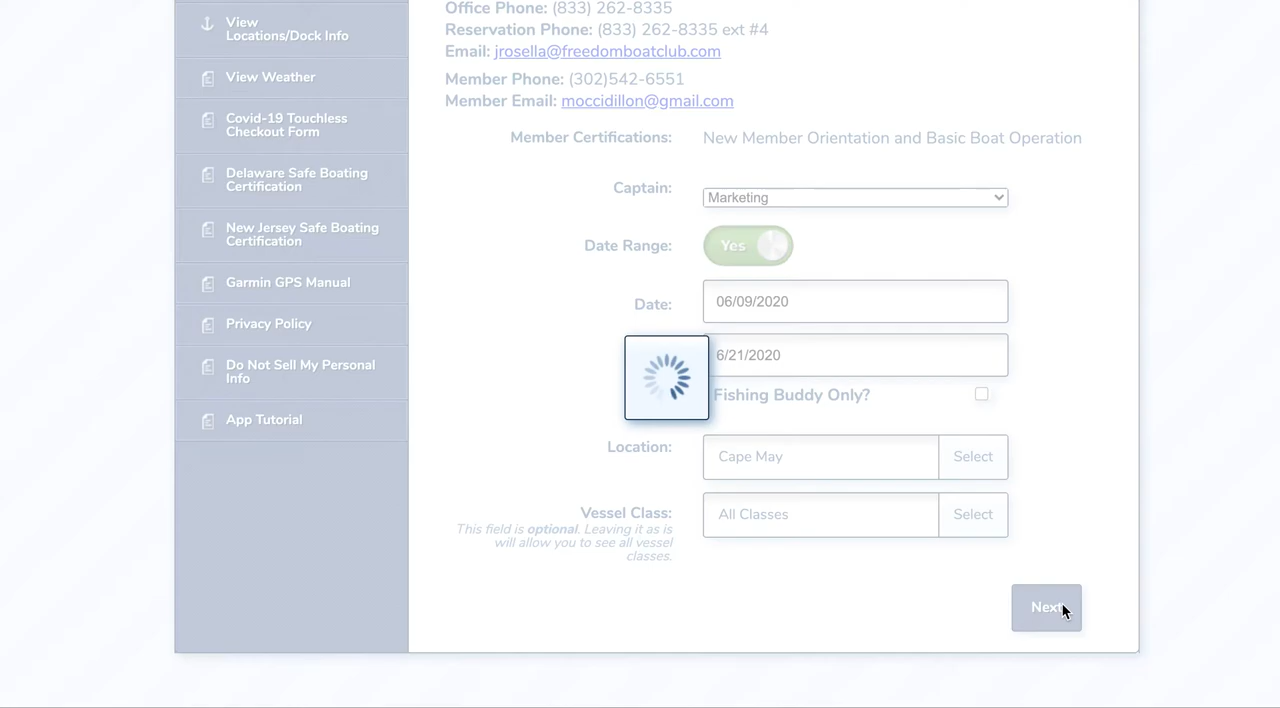 View
Locations/Dock Info
View Weather
Covid-19 Touchless
Checkout Form
Delaware Safe Boating
Certification
New Jersey Safe Boating
Certification
Garmin GPS Manual
Privacy Policy
Do Not Sell My Personal
Info
App Tutorial
Office Phone: (833) 262-8335
Reservation Phone: (833) 262-8335 ext #4
Email: jrosella@freedomboatclub.com
Member Phone: (302)542-6551
Member Email: moccidillon@gmail.com
Member Certifications: New Member Orientation and Basic Boat Operation
Captain: Marketing
Date Range: Yes
Date: 06/09/2020
6/21/2020
Fishing Buddy Only?
Location: Cape May Select
Vessel Class: All Classes Select
This field is optional. Leaving it as is
will allow you to see all vessel
classes.
Next